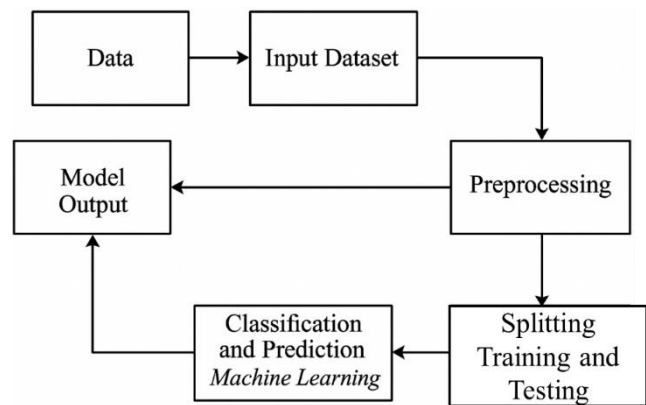 Data
Input Dataset
Model
Output
Preprocessing
Classification
and Prediction
Machine Learning
Splitting
Training and
Testing